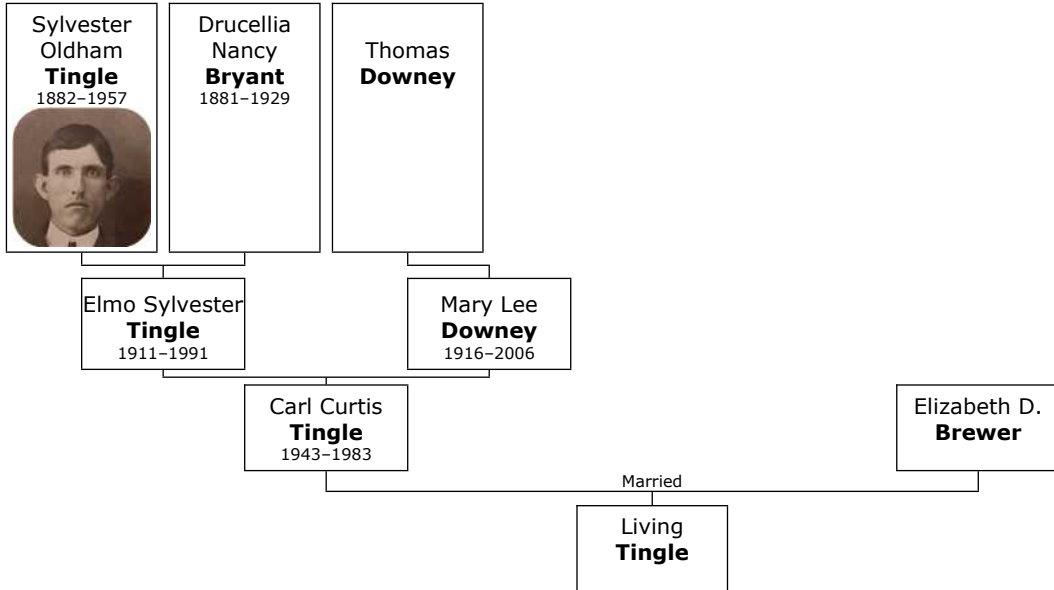 Sylvester
Oldham
Tingle
1882–1957
Drucellia
Nancy
Bryant
1881–1929
Thomas
Downey
Elmo Sylvester
Tingle
1911–1991
Mary Lee
Downey
1916–2006
Carl Curtis
Tingle
1943–1983
Elizabeth D.
Brewer
Married
Living
Tingle